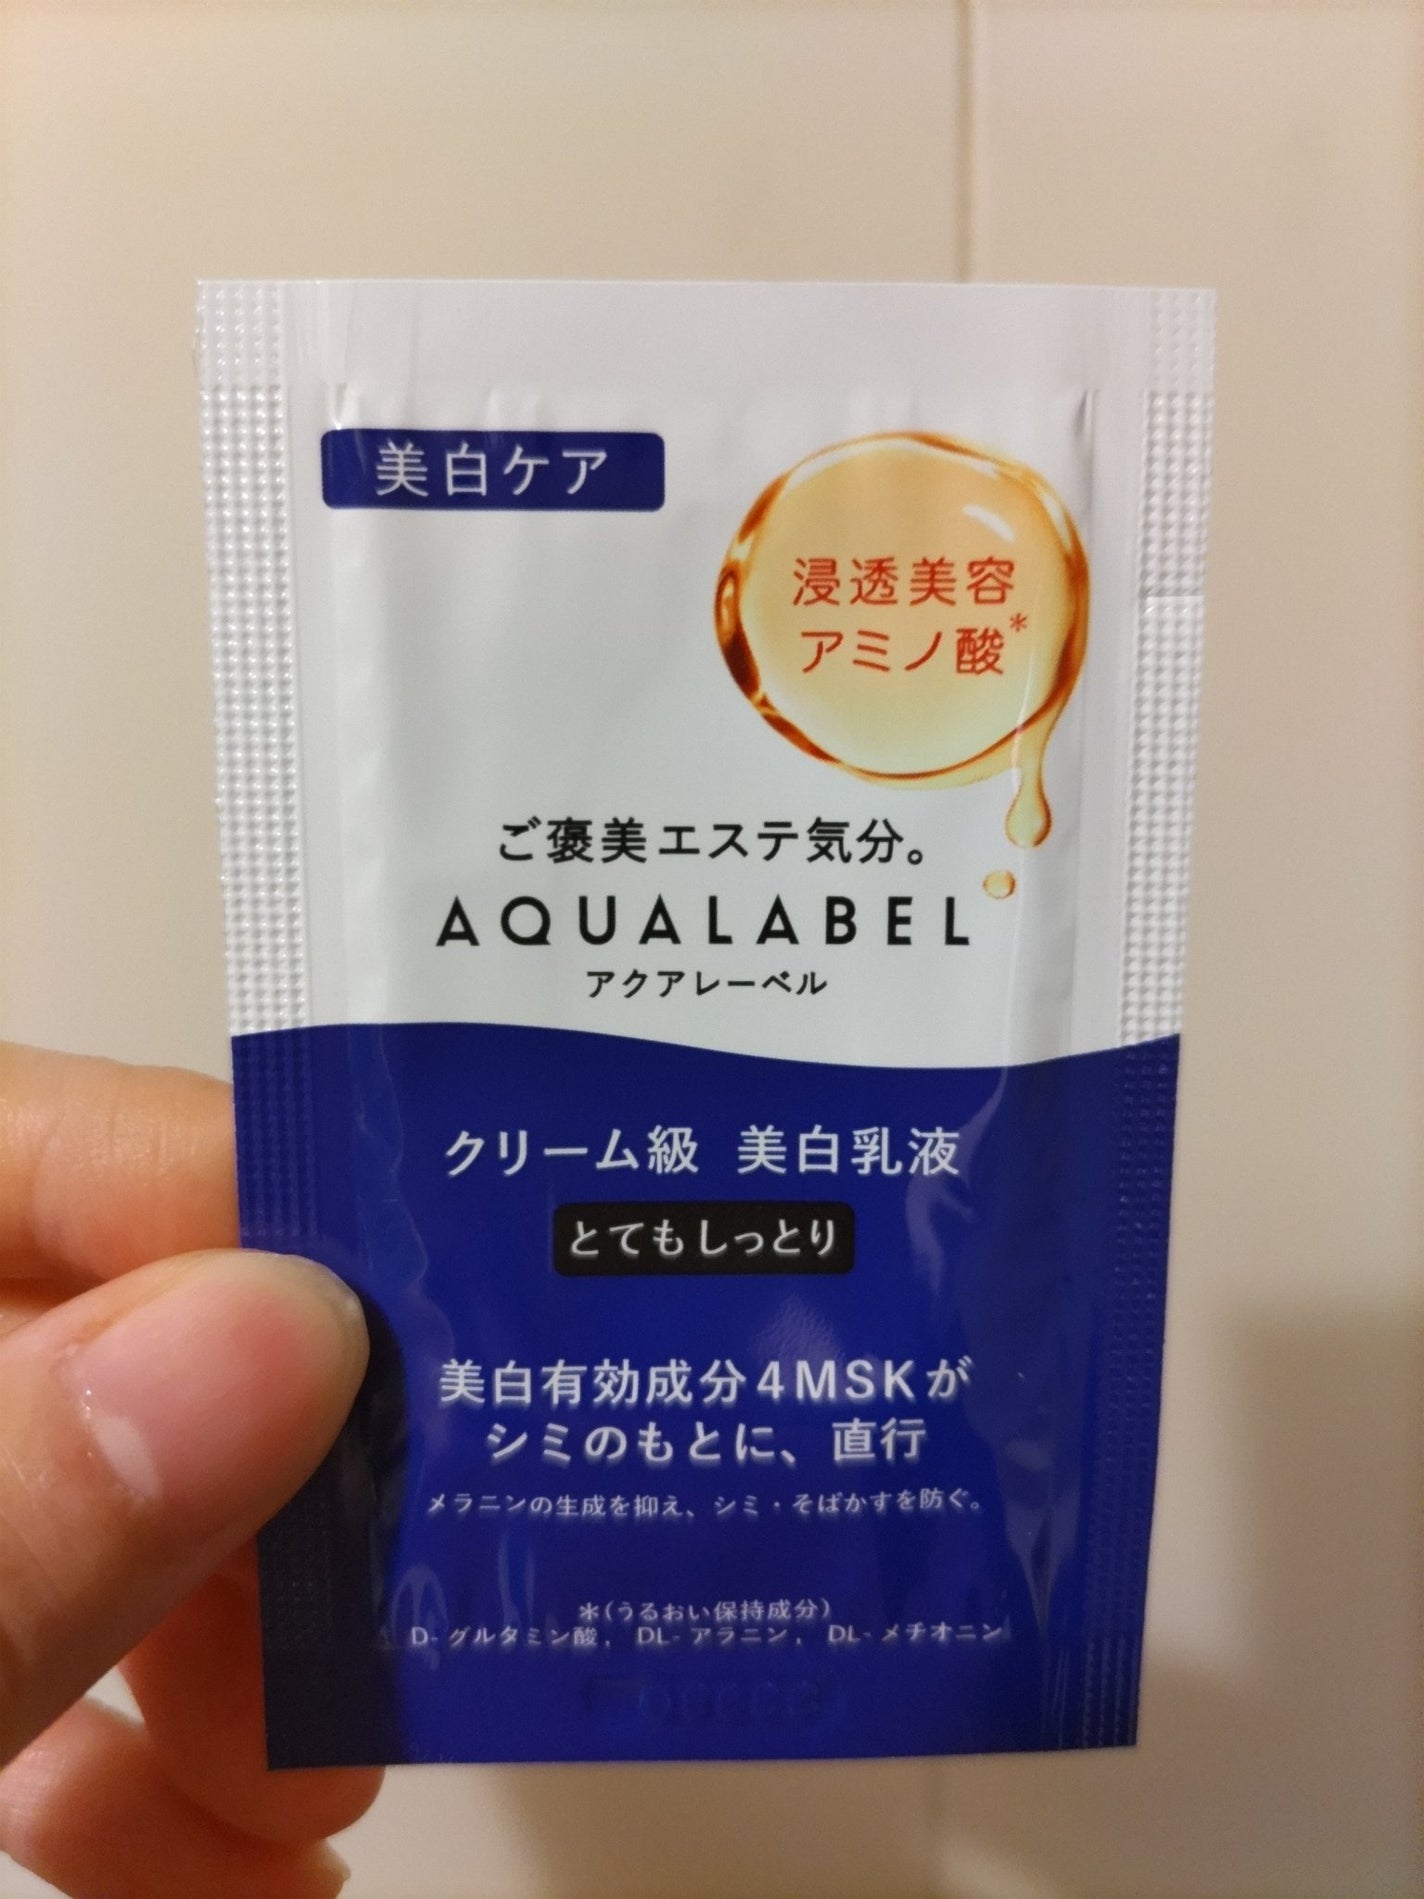 美白ケア
浸透美容
アミノ酸*
ご褒美エステ気分。
AQUALABEL
アクアレーベル
クリーム級 美白乳液
とてもしっとり
美白有効成分4MSKが
シミのもとに、直行
メラニンの生成を抑え、シミ・そばかすを防ぐ。
*(うるおい保持成分)
D-グルタミン酸, DL-アラニン, DL-メチオニン